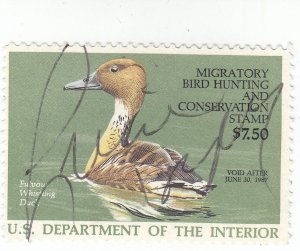 MIGRATORY
BIRD HUNTING
AND
CONSERVATION
STAMP
$7.50
VOID AFTER
JUNE 30, 1987
Fulvous
Whistling
Duck
U.S. DEPARTMENT OF THE INTERIOR